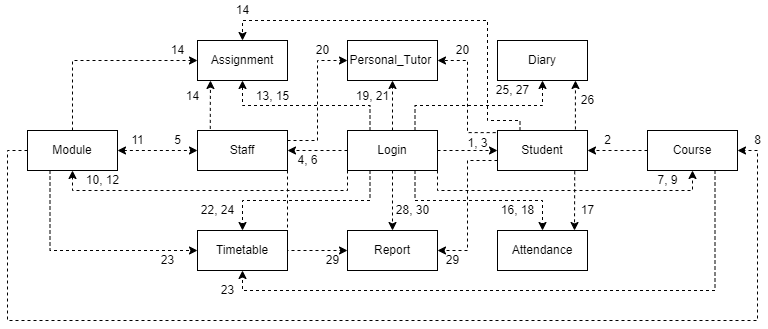 14
14
Assignment
20
Personal_Tutor
20
Diary
14
13, 15
19, 21
25, 27
26
Module
11
5
Staff
4, 6
Login
1, 3
Student
2
Course
8
10, 12
7, 9
22, 24
28, 30
16, 18
17
23
Timetable
29
Report
29
Attendance
23